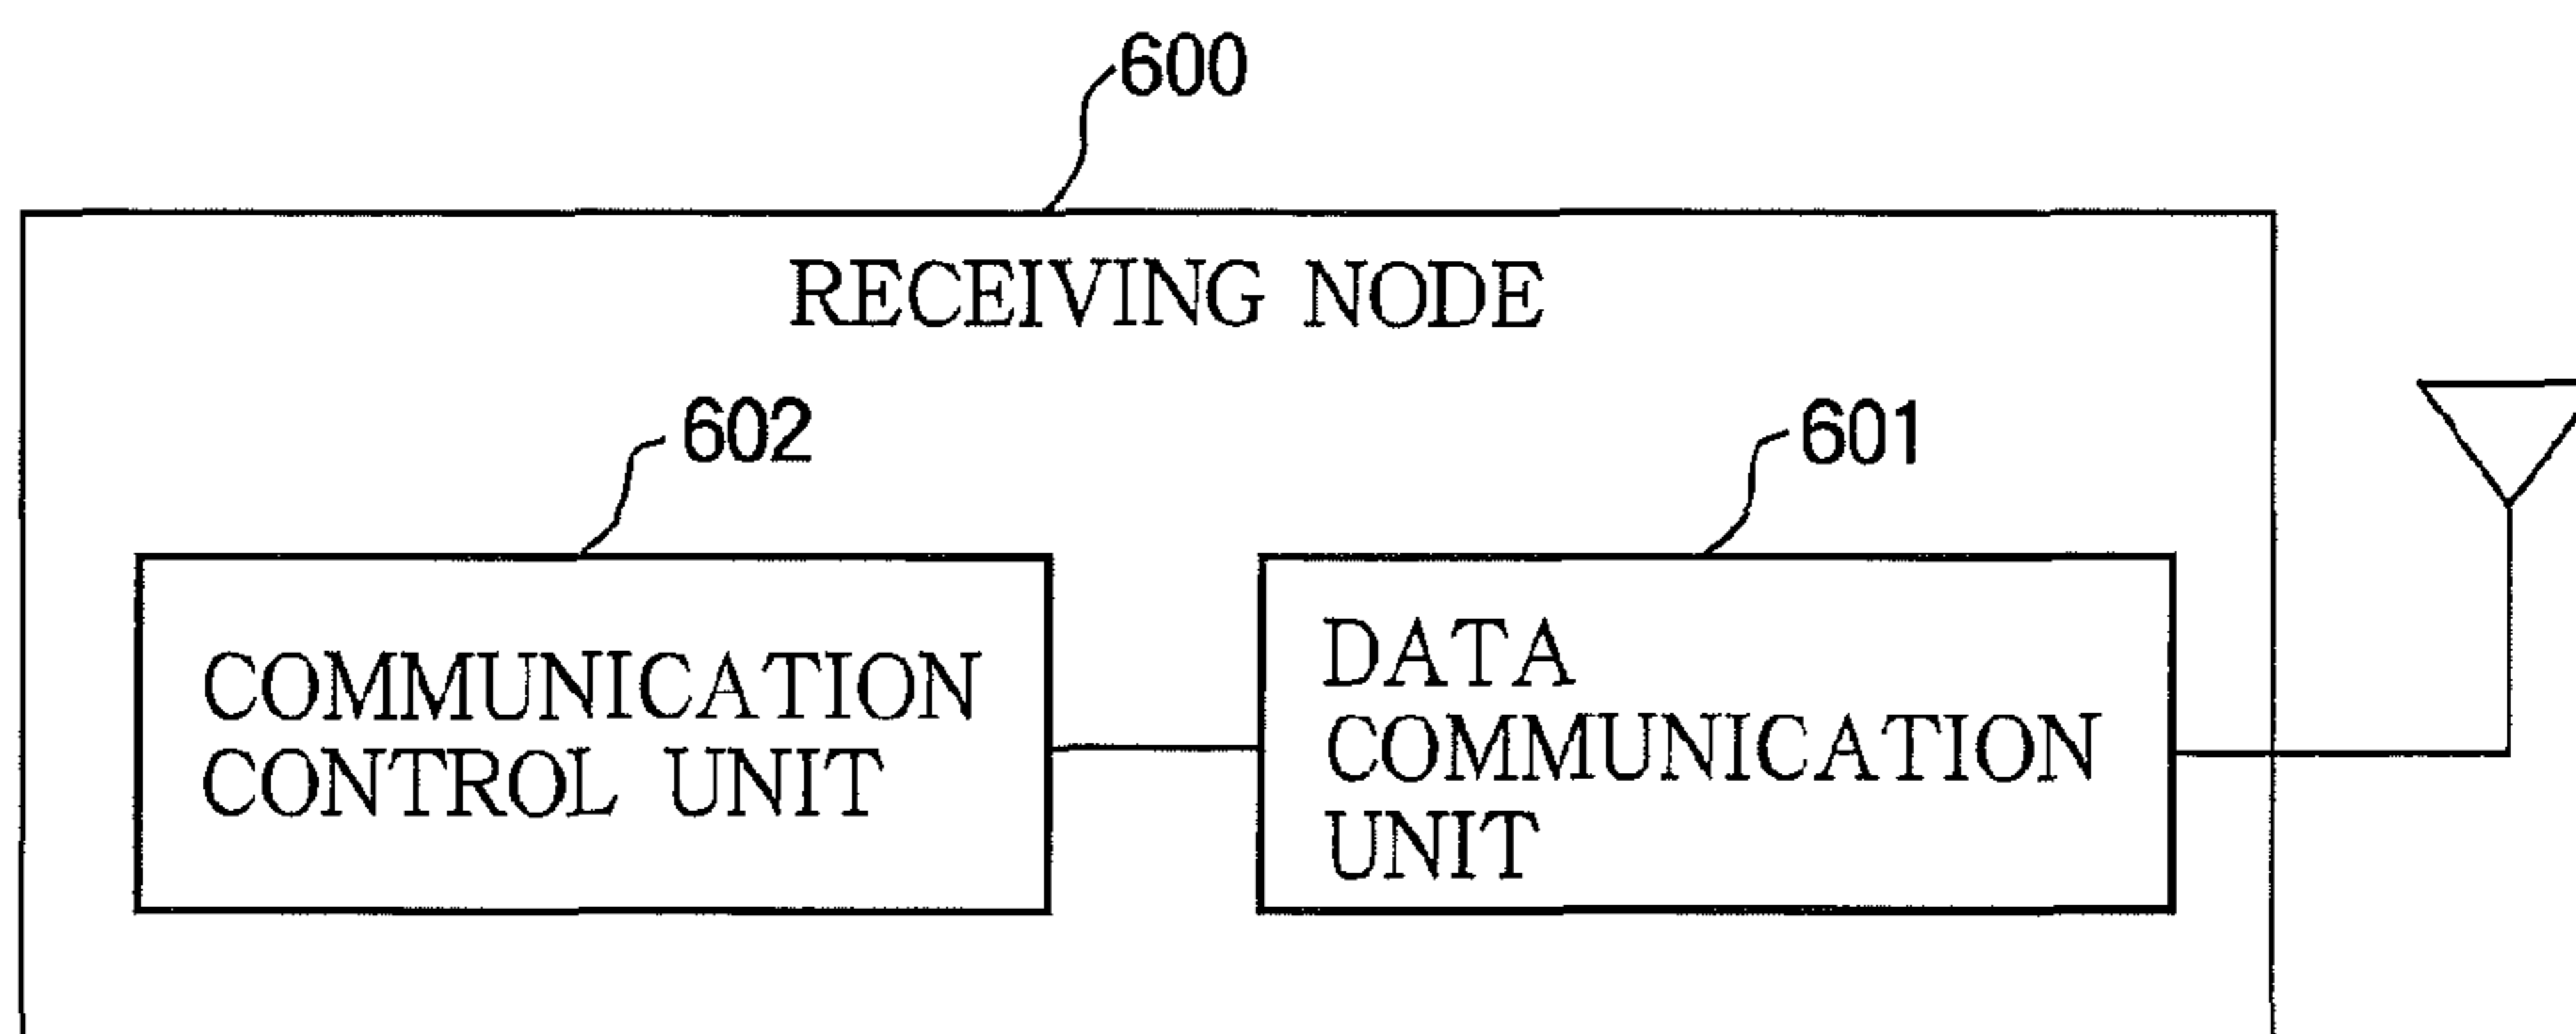 600
RECEIVING NODE
602
601
COMMUNICATION
CONTROL UNIT
DATA
COMMUNICATION
UNIT